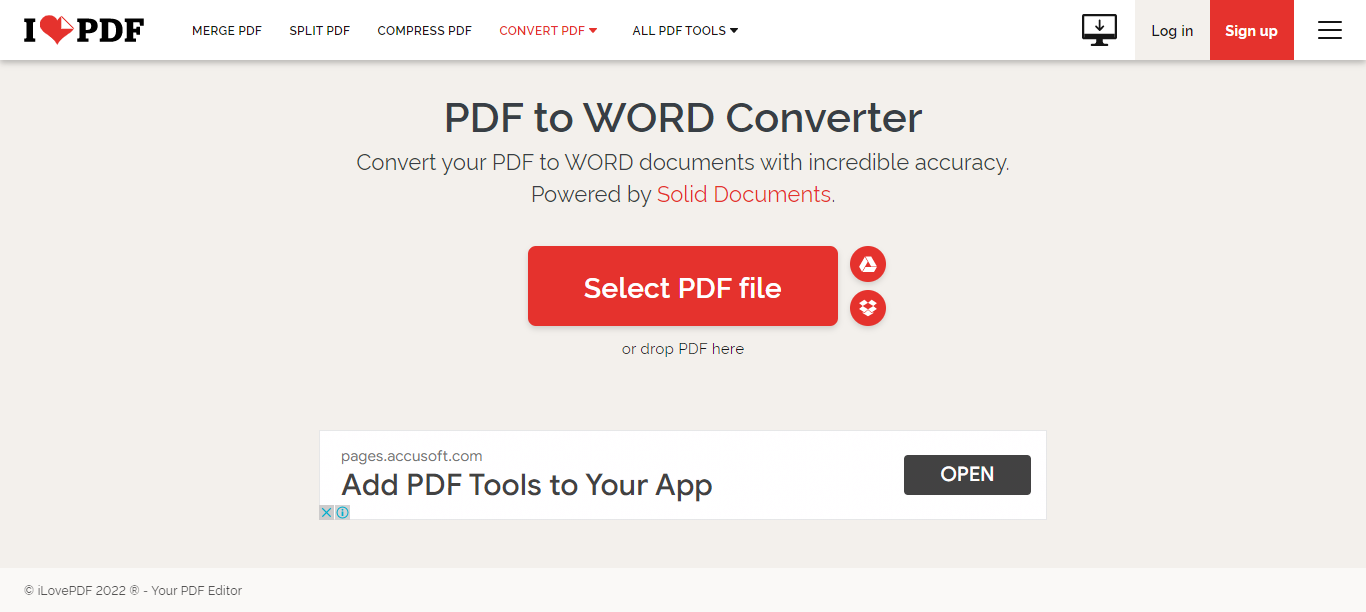 I PDF
MERGE PDF
SPLIT PDF
COMPRESS PDF
CONVERT PDF
ALL PDF TOOLS
Log in
Sign up
PDF to WORD Converter
Convert your PDF to WORD documents with incredible accuracy.
Powered by Solid Documents.
Select PDF file
or drop PDF here
pages.accusoft.com
Add PDF Tools to Your App
OPEN
© iLovePDF 2022 ® - Your PDF Editor